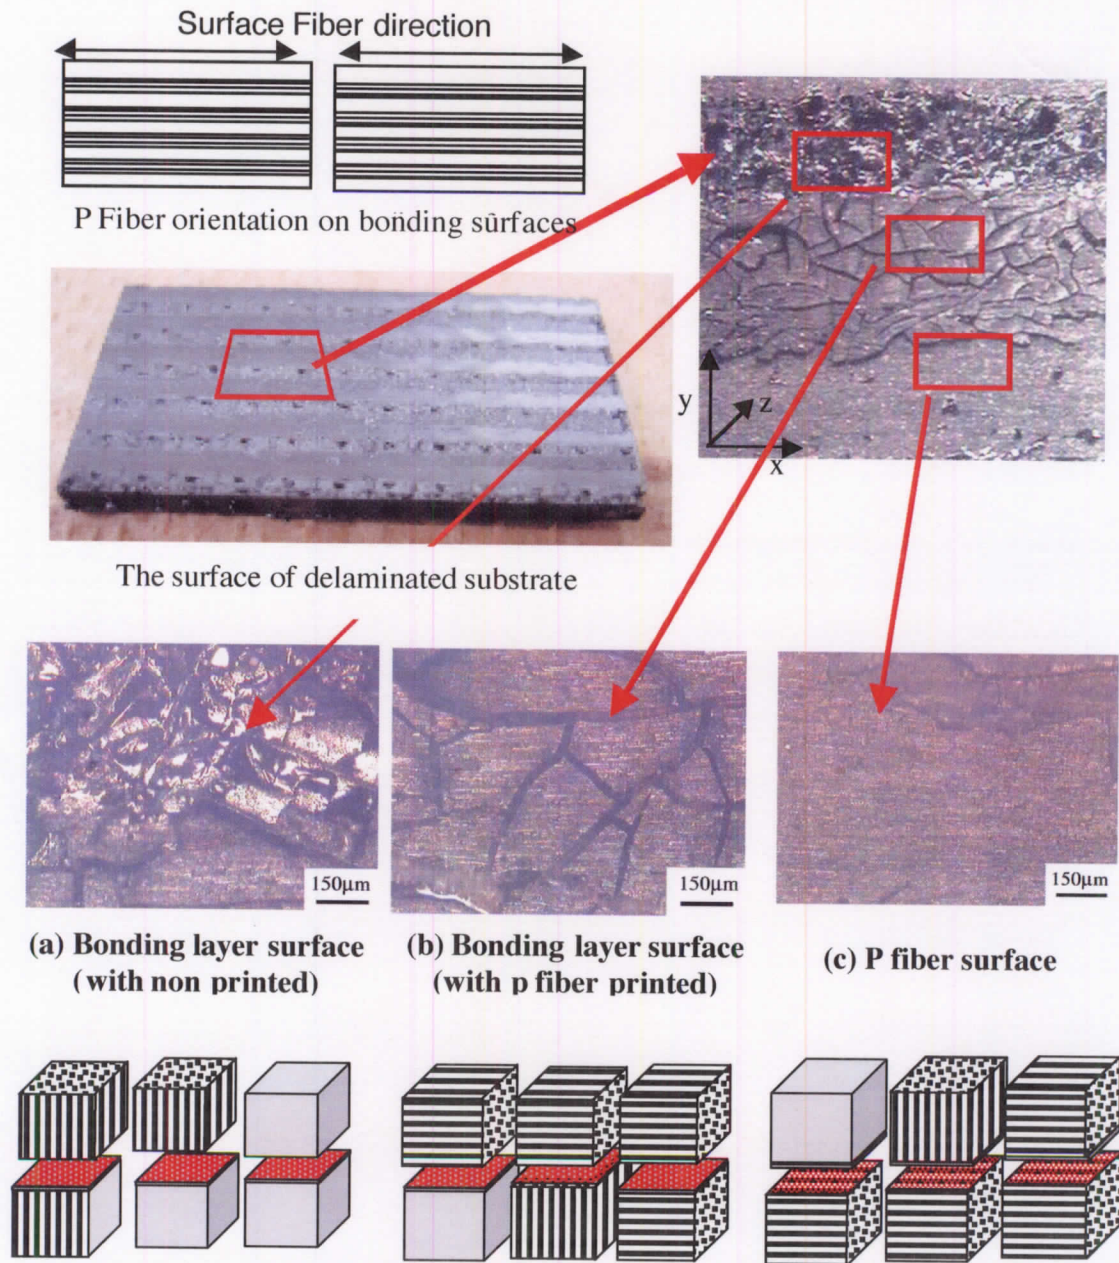 Surface Fiber direction
P Fiber orientation on bonding surfaces
y
z
x
The surface of delaminated substrate
150μm
150μm
150μm
(a) Bonding layer surface
(with non printed)
(b) Bonding layer surface
(with p fiber printed)
(c) P fiber surface